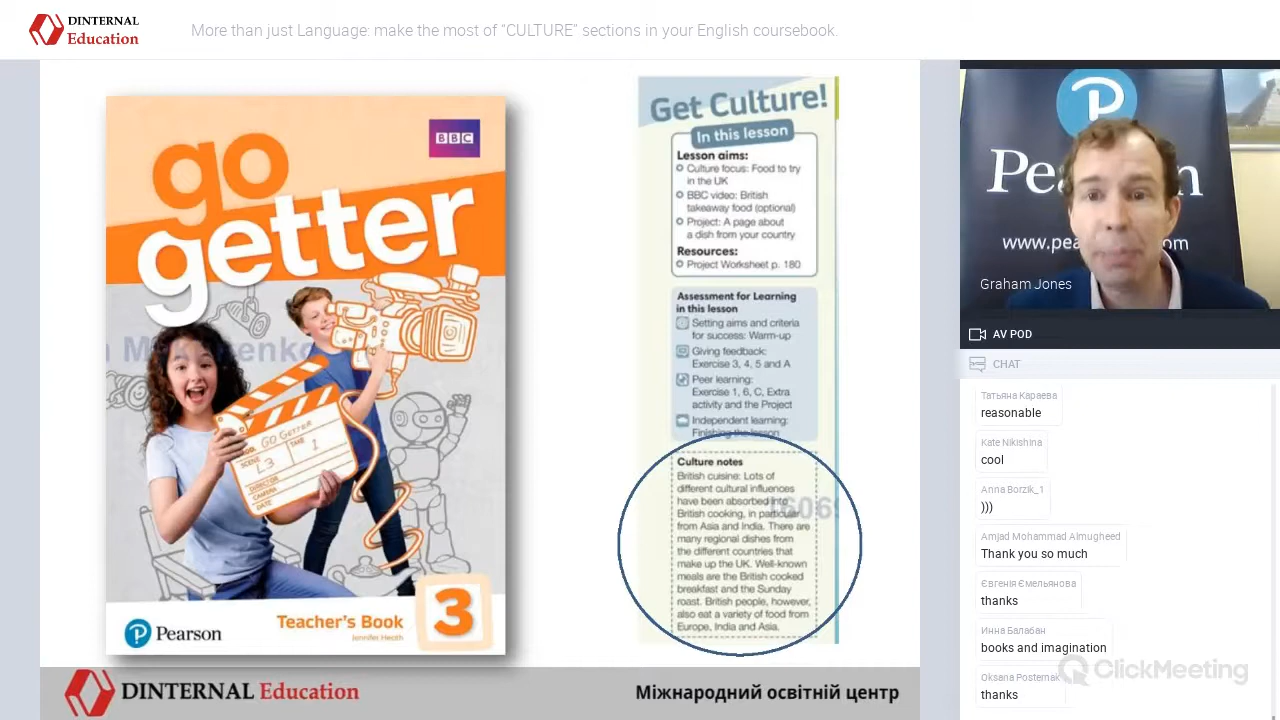 DINTERNAL
Education
More than just Language: make the most of “CULTURE” sections in your English coursebook.
go
getter
BBC
GO GETTER
SCENE
TAKE
3
1
DIRECTOR
CAMERA
DATE
Pearson
Teacher's Book
Jennifer Heath
3
Get Culture!
In this lesson
Lesson aims:
Culture focus: Food to try
in the UK
BBC video: British
takeaway food (optional)
Project: A page about
a dish from your country
Resources:
Project Worksheet p. 180
Assessment for Learning
in this lesson
Setting aims and criteria
for success: Warm-up
Giving feedback:
Exercise 3, 4, 5 and A
Peer learning:
Exercise 1, 6, C, Extra
activity and the Project
Independent learning:
Finishing the lesson
Culture notes
British cuisine: Lots of
different cultural influences
have been absorbed into
British cooking, in particular
from Asia and India. There are
many regional dishes from
the different countries that
make up the UK. Well-known
meals are the British cooked
breakfast and the Sunday
roast. British people, however,
also eat a variety of food from
Europe, India and Asia.
DINTERNAL Education
Міжнародний освітній центр
Graham Jones
AV POD
CHAT
Татьяна Караева
reasonable
Kate Nikishina
cool
Anna Borzik_1
)))
Amjad Mohammad Almugheed
Thank you so much
Євгенія Ємельянова
thanks
Инна Балабан
books and imagination
Oksana Posternak
thanks
ClickMeeting